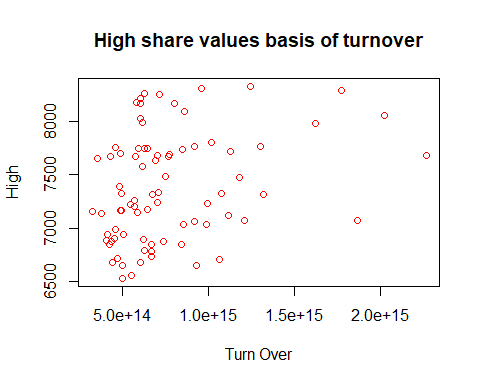 High share values basis of turnover
High
8000
7500
7000
6500
5.0e+14 1.0e+15 1.5e+15 2.0e+15
Turn Over